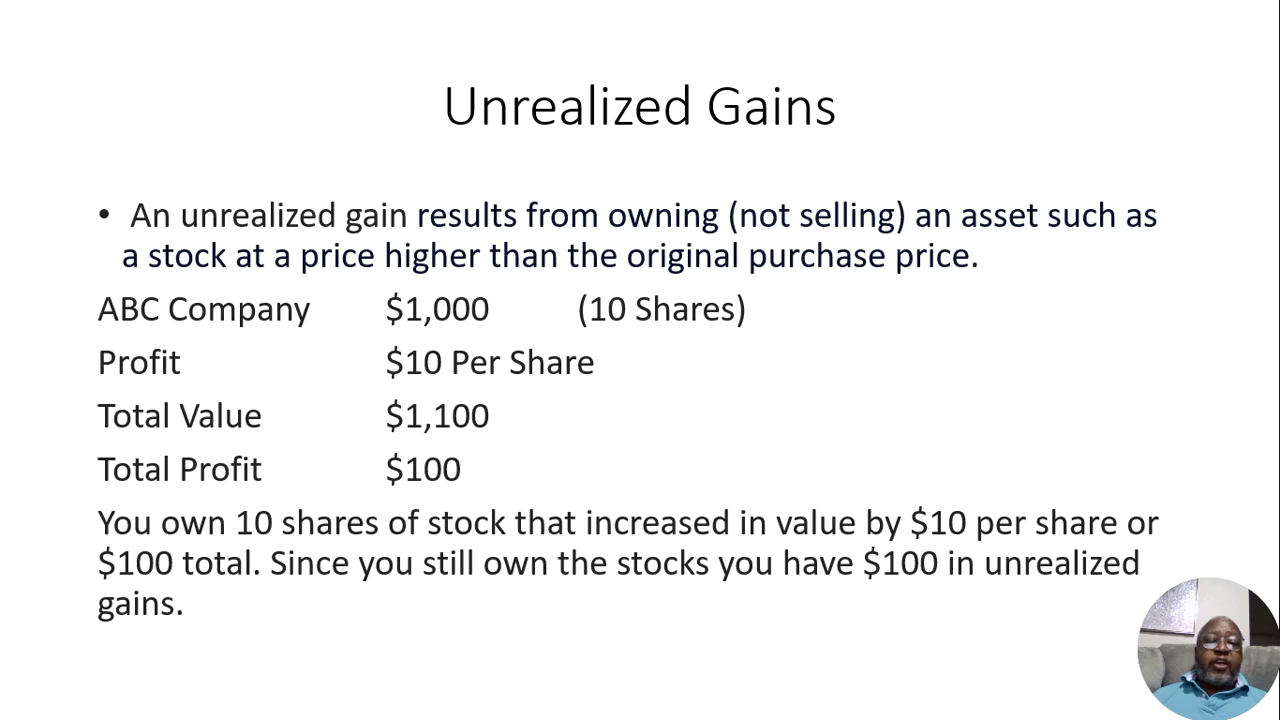 Unrealized Gains
• An unrealized gain results from owning (not selling) an asset such as
a stock at a price higher than the original purchase price.
ABC Company $1,000 (10 Shares)
Profit $10 Per Share
Total Value $1,100
Total Profit $100
You own 10 shares of stock that increased in value by $10 per share or
$100 total. Since you still own the stocks you have $100 in unrealized
gains.